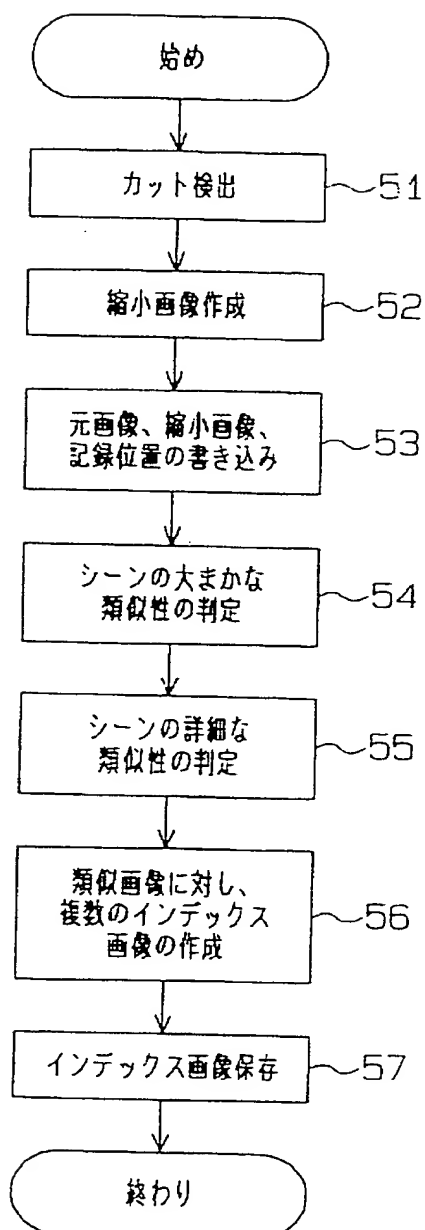 始め
カット検出
51
縮小画像作成
52
元画像、縮小画像、
記録位置の書き込み
53
シーンの大まかな
類似性の判定
54
シーンの詳細な
類似性の判定
55
類似画像に対し、
複数のインデックス
画像の作成
56
インデックス画像保存
57
終わり